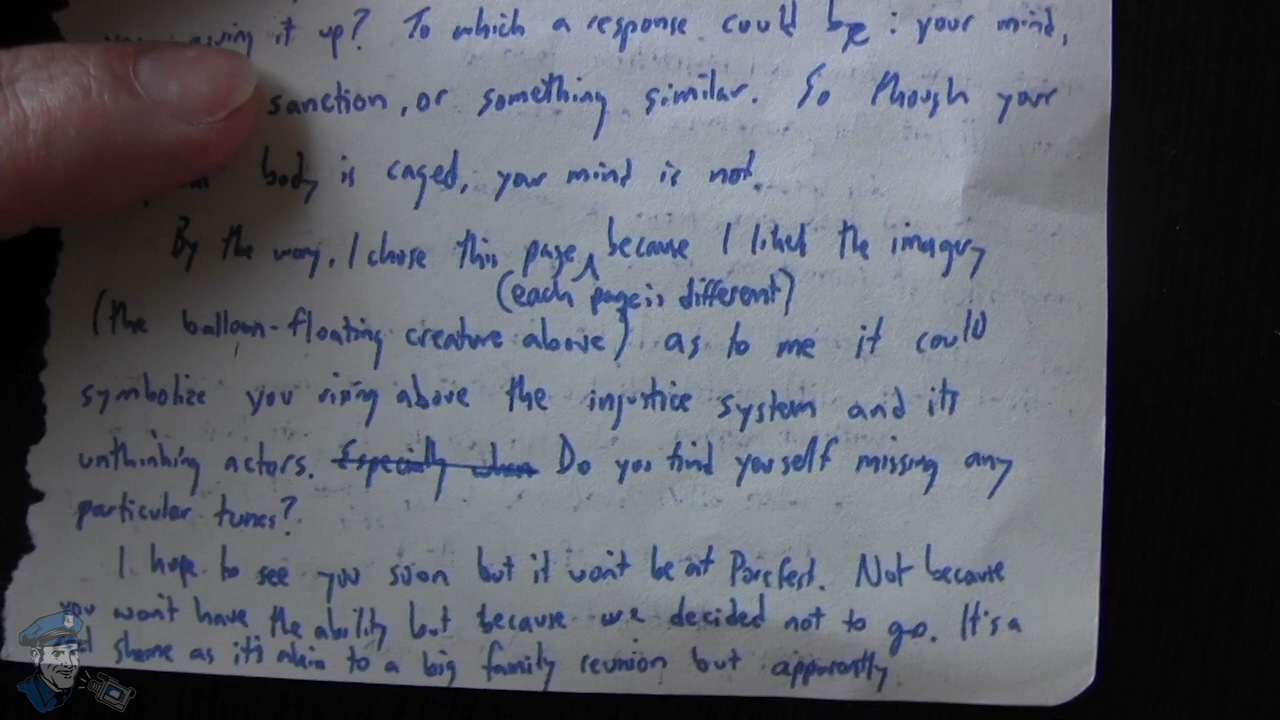 giving it up? To which a response could be: your mind,
sanction, or something similar. So though your
body is caged, your mind is not.
By the way, I chose this page ^ because I liked the imagery
(each page is different)
(the balloon-floating creature above) as to me it could
symbolize you rising above the injustice system and its
unthinking actors. Especially when Do you find yourself missing any
particular tunes?
I hope to see you soon but it won't be at Porcfest. Not because
you won't have the ability but because we decided not to go. It's a
shame as it's akin to a big family reunion but apparently